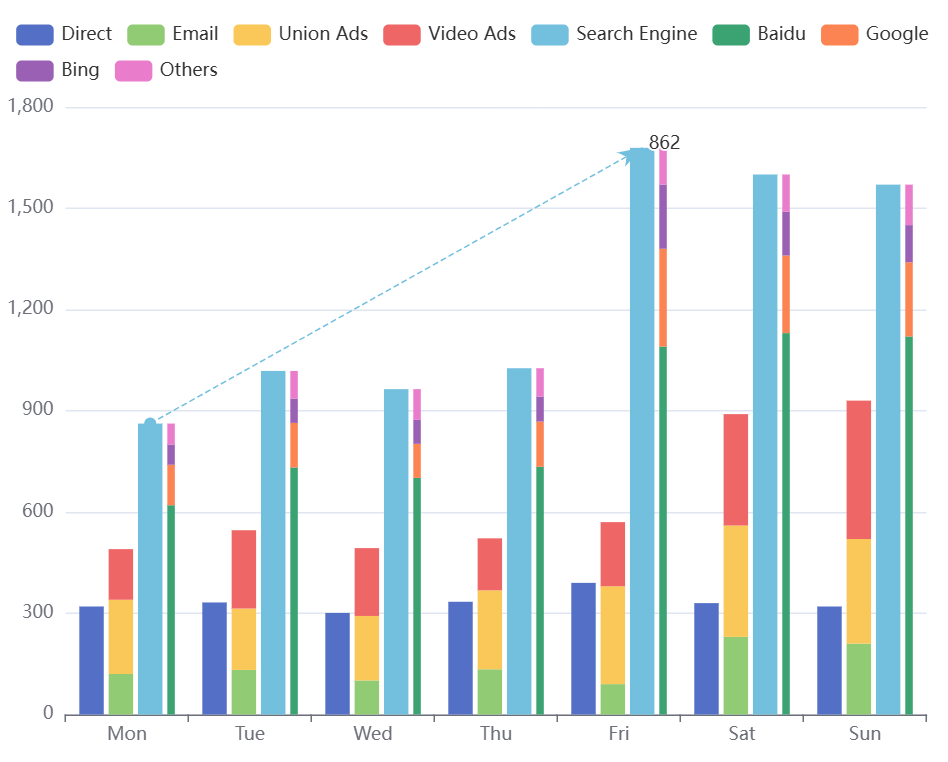 Direct Email Union Ads Video Ads Search Engine Baidu Google
Bing Others
1,800
862
1,500
1,200
900
600
300
0
Mon Tue Wed Thu Fri Sat Sun